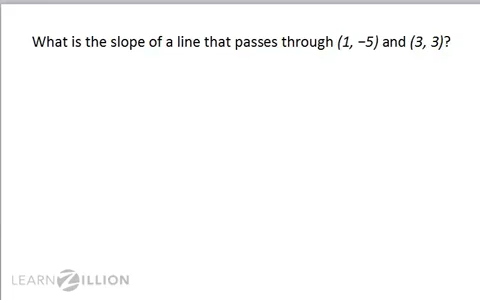 What is the slope of a line that passes through (1, −5) and (3, 3)?
LEARNZILLION